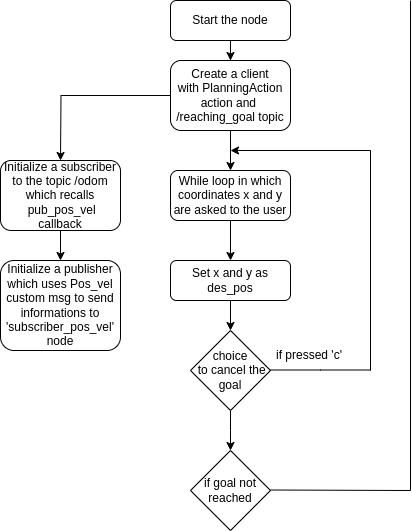 Start the node
Create a client
with PlanningAction
action and
/reaching_goal topic
Initialize a subscriber
to the topic /odom
which recalls
pub_pos_vel
callback
While loop in which
coordinates x and y
are asked to the user
Initialize a publisher
which uses Pos_vel
custom msg to send
informations to
'subscriber_pos_vel'
node
Set x and y as
des_pos
choice
to cancel the
goal
if pressed 'c'
if goal not
reached